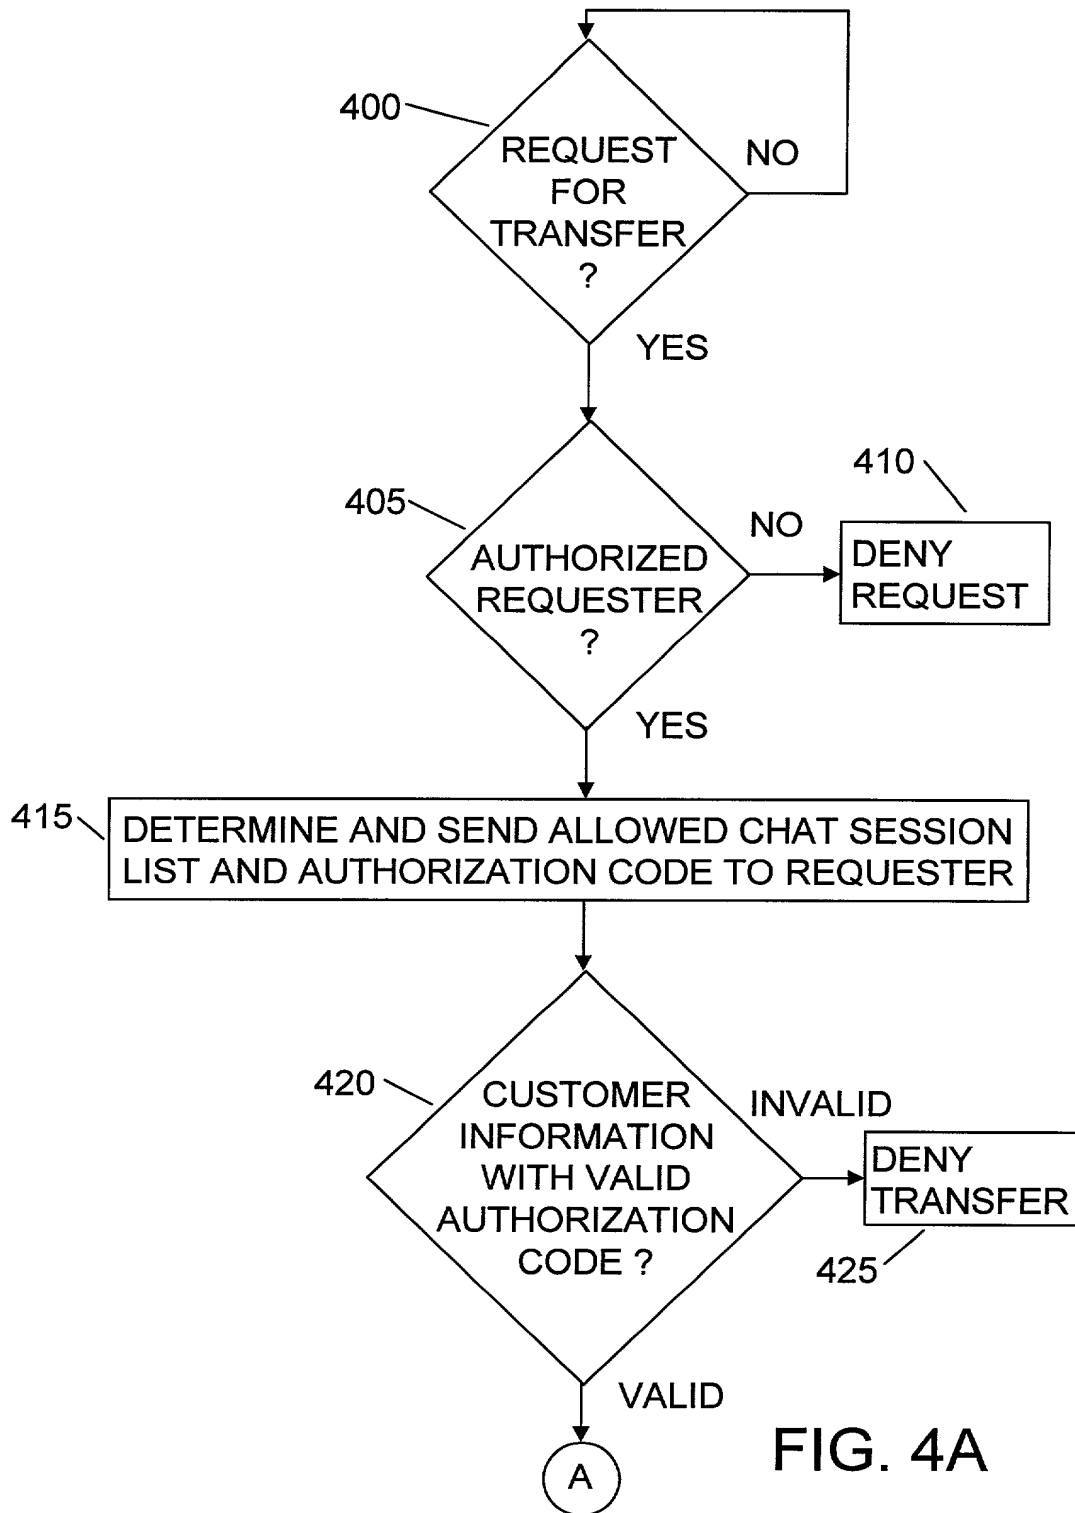 400
REQUEST
FOR
TRANSFER
?
NO
YES
405
AUTHORIZED
REQUESTER
?
NO
410
DENY
REQUEST
YES
415
DETERMINE AND SEND ALLOWED CHAT SESSION
LIST AND AUTHORIZATION CODE TO REQUESTER
420
CUSTOMER
INFORMATION
WITH VALID
AUTHORIZATION
CODE ?
INVALID
DENY
TRANSFER
425
VALID
A
FIG. 4A